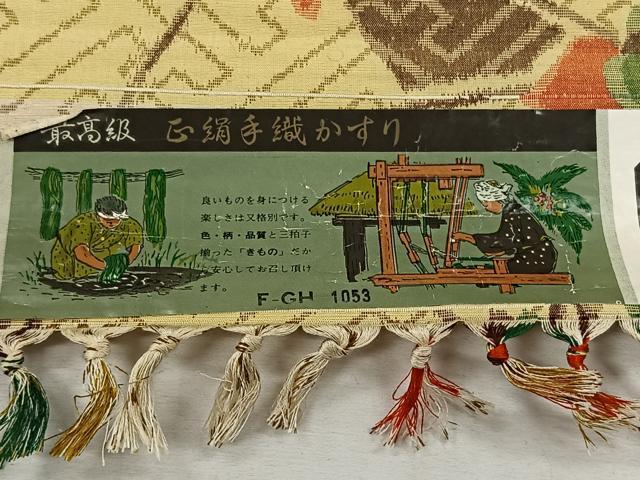 最高級 正絹手織かすり
良いものを身につける
楽しさは又格別です。
色・柄・品質と三拍子
揃った「きもの」だか
ら安心してお召し頂け
ます。
F-GH 1053